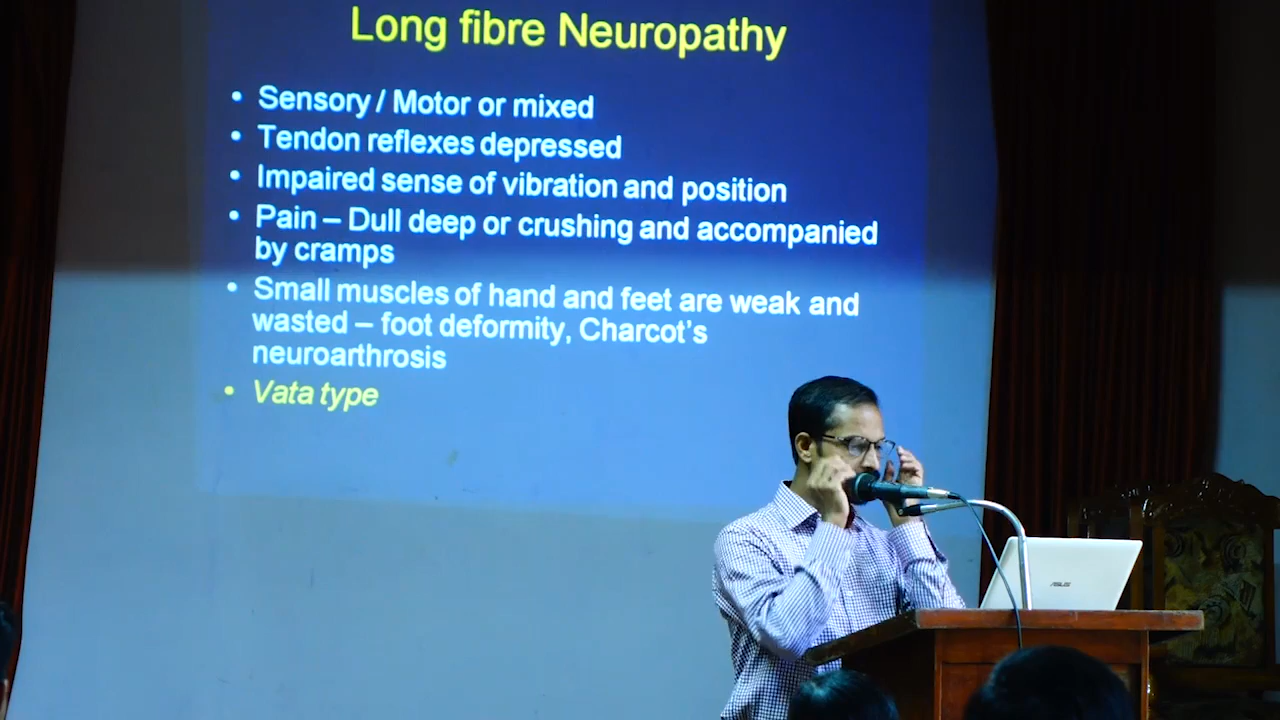 Long fibre Neuropathy
• Sensory / Motor or mixed
• Tendon reflexes depressed
• Impaired sense of vibration and position
• Pain – Dull deep or crushing and accompanied
by cramps
• Small muscles of hand and feet are weak and
wasted – foot deformity, Charcot's
neuroarthrosis
• Vata type
ASUS